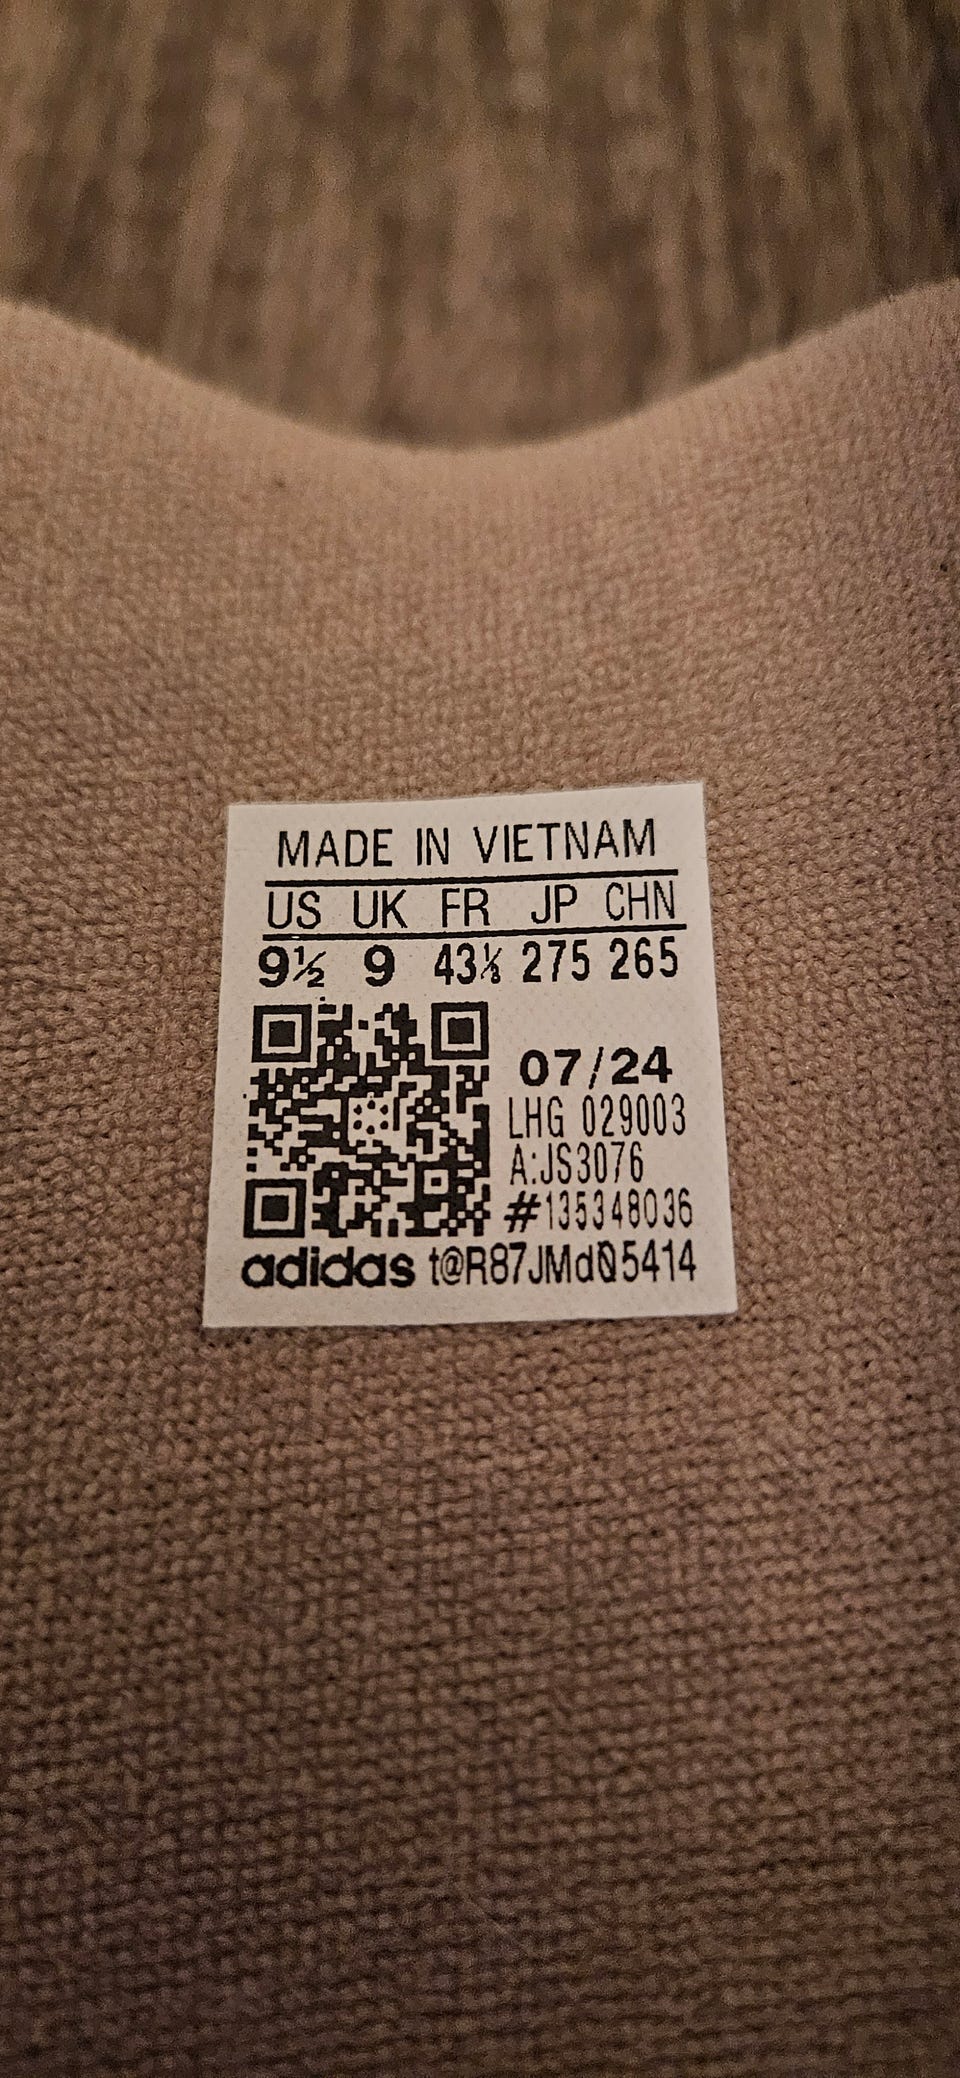 MADE IN VIETNAM
US UK FR JP CHN
9½ 9 43⅓ 275 265
07/24
LHG 029003
A:JS3076
#135348036
adidas t@R87JMdQ5414